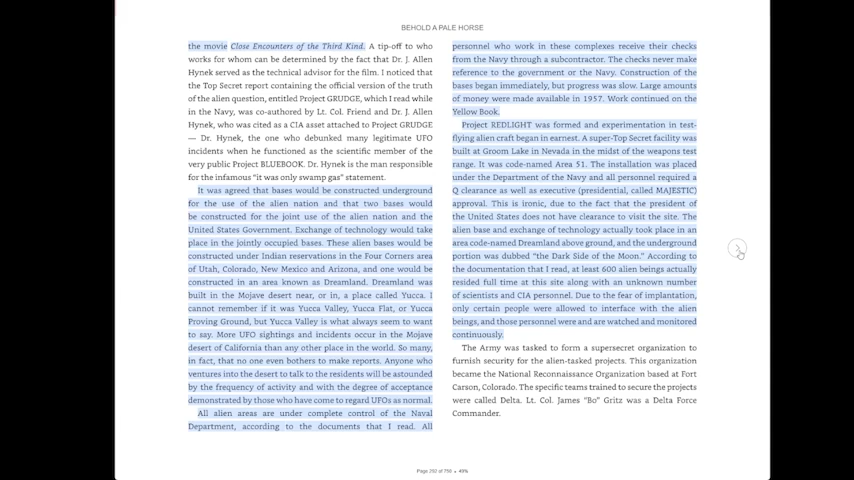 BEHOLD A PALE HORSE
the movie Close Encounters of the Third Kind. A tip-off to who
works for whom can be determined by the fact that Dr. J. Allen
Hynek served as the technical advisor for the film. I noticed that
the Top Secret report containing the official version of the truth
of the alien question, entitled Project GRUDGE, which I read while
in the Navy, was co-authored by Lt. Col. Friend and Dr. J. Allen
Hynek, who was cited as a CIA asset attached to Project GRUDGE
— Dr. Hynek, the one who debunked many legitimate UFO
incidents when he functioned as the scientific member of the
very public Project BLUEBOOK. Dr. Hynek is the man responsible
for the infamous "it was only swamp gas" statement.
It was agreed that bases would be constructed underground
for the use of the alien nation and that two bases would
be constructed for the joint use of the alien nation and the
United States Government. Exchange of technology would take
place in the jointly occupied bases. These alien bases would be
constructed under Indian reservations in the Four Corners area
of Utah, Colorado, New Mexico and Arizona, and one would be
constructed in an area known as Dreamland. Dreamland was
built in the Mojave desert near, or in, a place called Yucca. I
cannot remember if it was Yucca Valley, Yucca Flat, or Yucca
Proving Ground, but Yucca Valley is what always seem to want
to say. More UFO sightings and incidents occur in the Mojave
desert of California than any other place in the world. So many,
in fact, that no one even bothers to make reports. Anyone who
ventures into the desert to talk to the residents will be astounded
by the frequency of activity and with the degree of acceptance
demonstrated by those who have come to regard UFOs as normal.
All alien areas are under complete control of the Naval
Department, according to the documents that I read. All
personnel who work in these complexes receive their checks
from the Navy through a subcontractor. The checks never make
reference to the government or the Navy. Construction of the
bases began immediately, but progress was slow. Large amounts
of money were made available in 1957. Work continued on the
Yellow Book.
Project REDLIGHT was formed and experimentation in test-
flying alien craft began in earnest. A super-Top Secret facility was
built at Groom Lake in Nevada in the midst of the weapons test
range. It was code-named Area 51. The installation was placed
under the Department of the Navy and all personnel required a
Q clearance as well as executive (presidential, called MAJESTIC)
approval. This is ironic, due to the fact that the president of
the United States does not have clearance to visit the site. The
alien base and exchange of technology actually took place in an
area code-named Dreamland above ground, and the underground
portion was dubbed "the Dark Side of the Moon." According to
the documentation that I read, at least 600 alien beings actually
resided full time at this site along with an unknown number
of scientists and CIA personnel. Due to the fear of implantation,
only certain people were allowed to interface with the alien
beings, and those personnel were and are watched and monitored
continuously.
The Army was tasked to form a supersecret organization to
furnish security for the alien-tasked projects. This organization
became the National Reconnaissance Organization based at Fort
Carson, Colorado. The specific teams trained to secure the projects
were called Delta. Lt. Col. James "Bo" Gritz was a Delta Force
Commander.
Page 292 of 758 • 49%